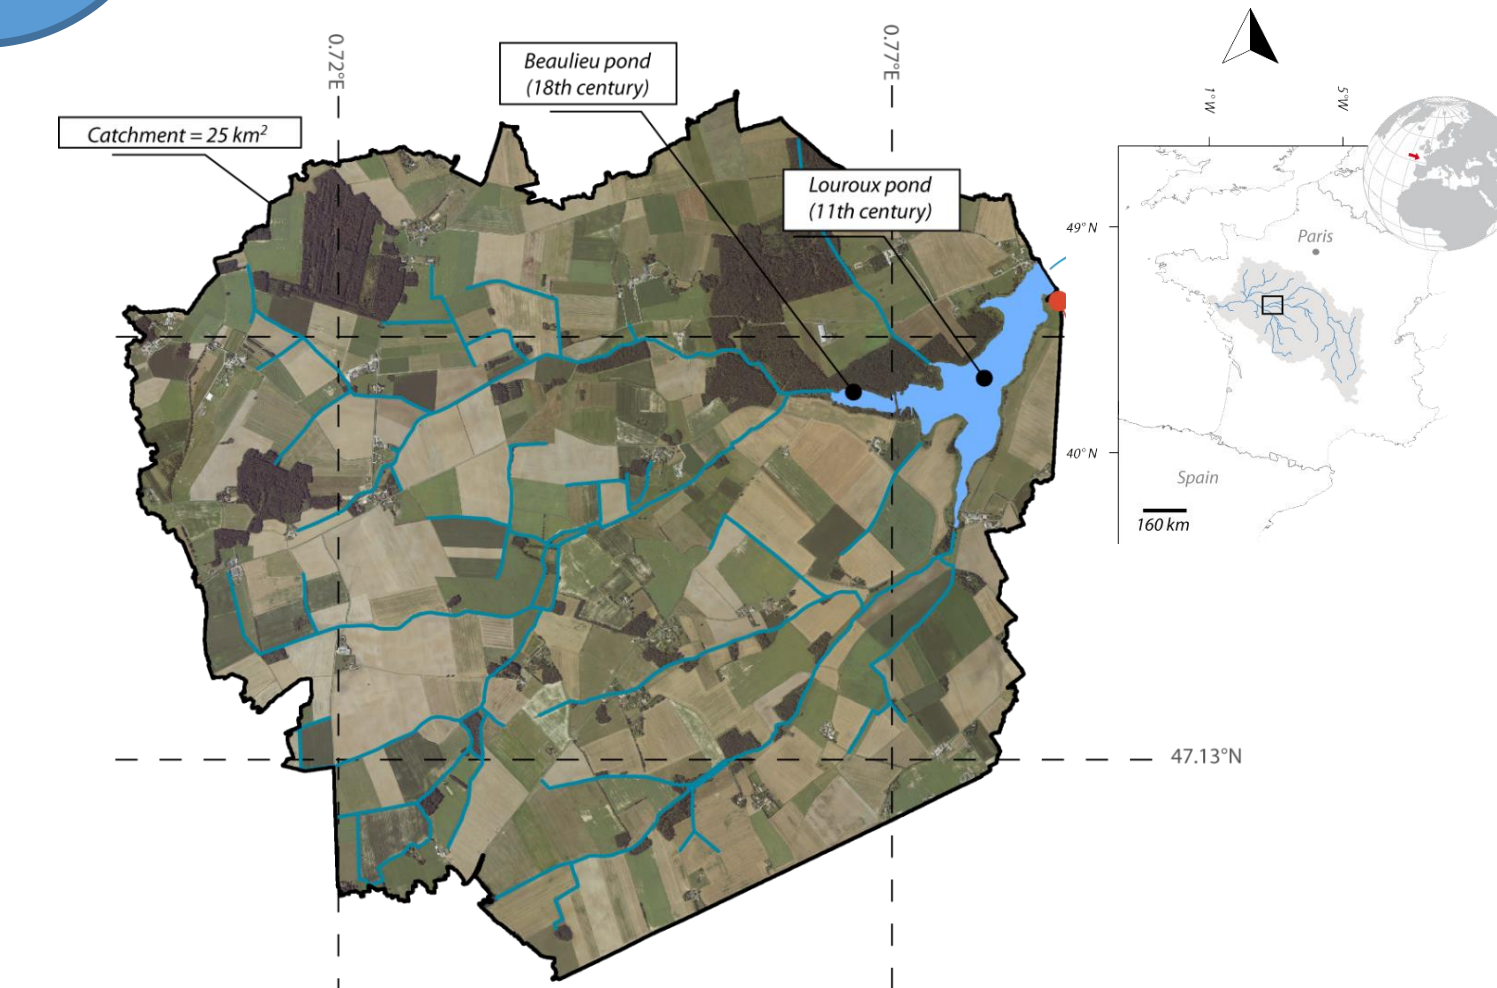 0.72°E
0.77°E
Beaulieu pond
(18th century)
Catchment = 25 km²
Louroux pond
(11th century)
47.13°N
1°W
5°W
49°N
Paris
40°N
Spain
160 km